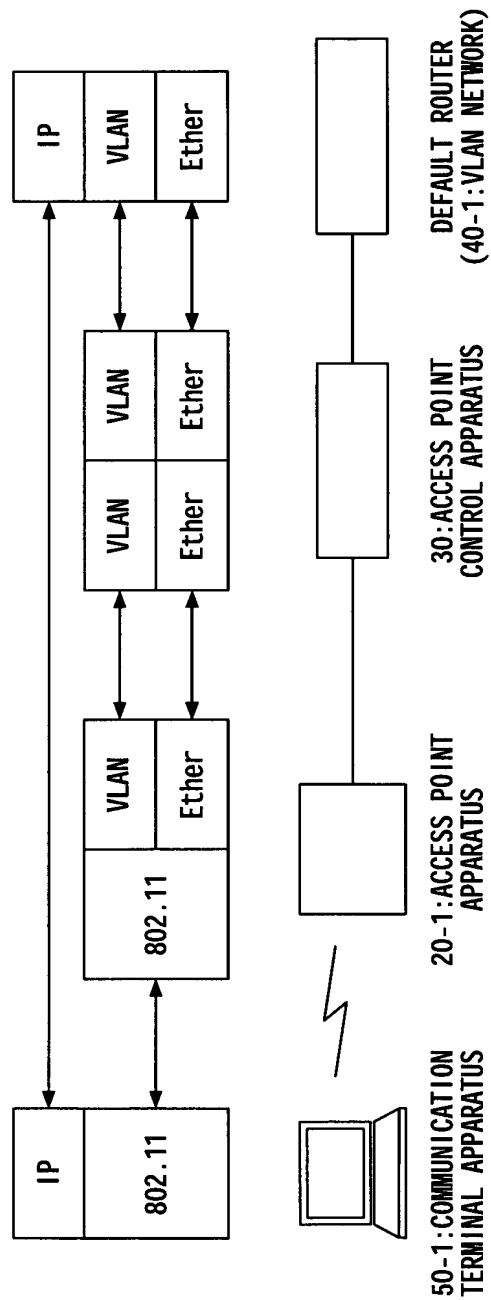 IP
802.11
802.11
VLAN
Ether
VLAN
VLAN
Ether
Ether
IP
VLAN
Ether
50-1:COMMUNICATION
TERMINAL APPARATUS
20-1:ACCESS POINT
APPARATUS
30:ACCESS POINT
CONTROL APPARATUS
DEFAULT ROUTER
(40-1:VLAN NETWORK)